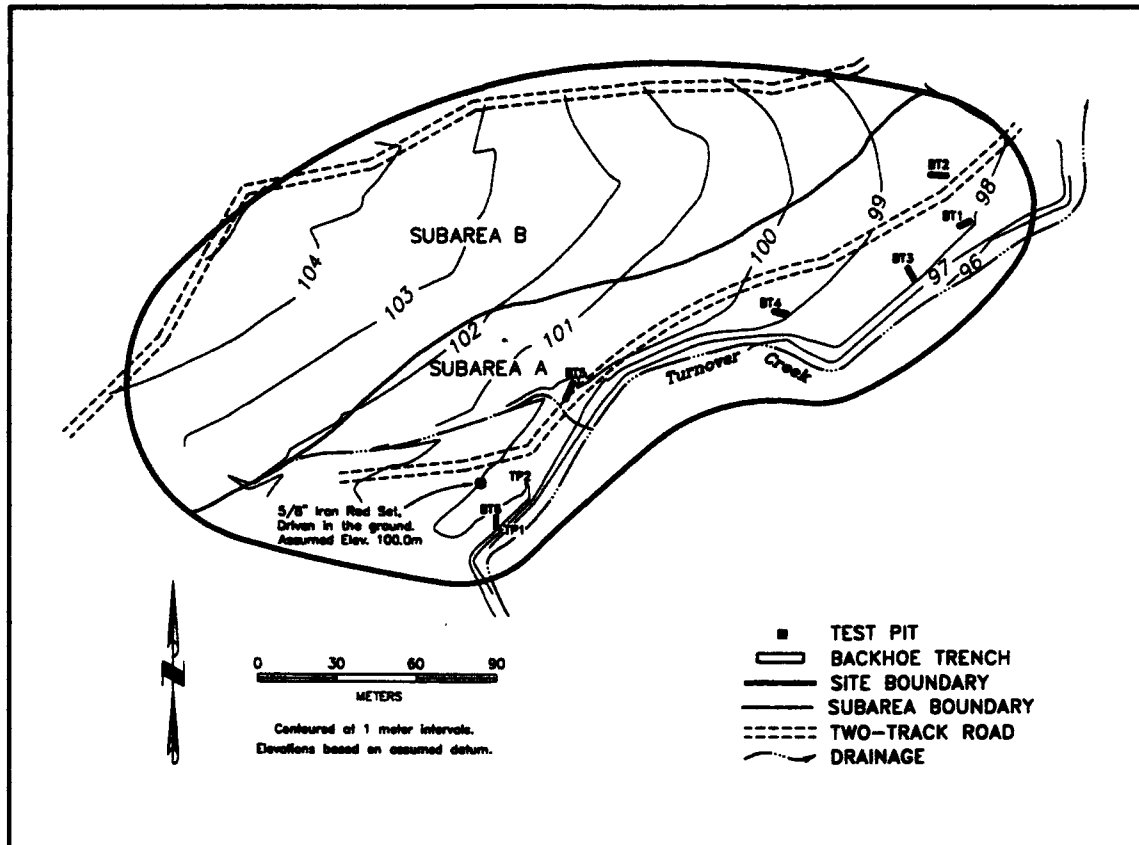 BT2
98
BT1
99
100
SUBAREA B
BT3
97
96
104
103
BT4
102
101
SUBAREA A
BT5
Turnover Creek
TP2
5/8" Iron Rod Set,
Driven in the ground.
Assumed Elev. 100.0m
TP1
TEST PIT
BACKHOE TRENCH
SITE BOUNDARY
SUBAREA BOUNDARY
TWO-TRACK ROAD
DRAINAGE
N
0 30 60 90
METERS
Contoured at 1 meter intervals.
Elevations based on assumed datum.